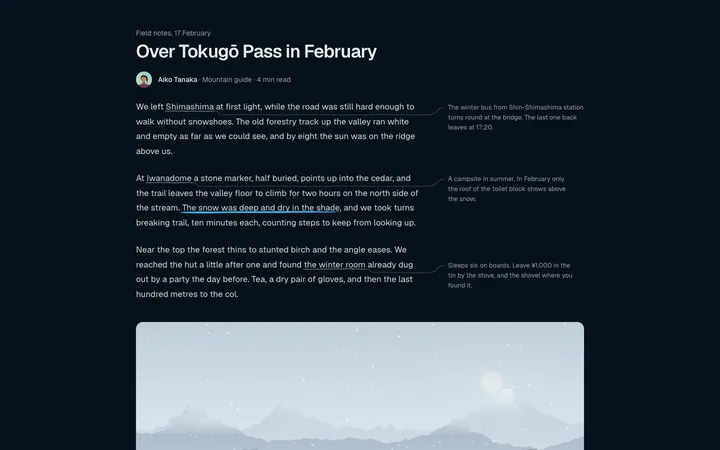 Field notes, 17 February
Over Tokugō Pass in February
Aiko Tanaka · Mountain guide · 4 min read
We left Shimashima at first light, while the road was still hard enough to
walk without snowshoes. The old forestry track up the valley ran white
and empty as far as we could see, and by eight the sun was on the ridge
above us.
The winter bus from Shin-Shimashima station
turns round at the bridge. The last one back
leaves at 17:20.
At Iwanadome a stone marker, half buried, points up into the cedar, and
the trail leaves the valley floor to climb for two hours on the north side of
the stream. The snow was deep and dry in the shade, and we took turns
breaking trail, ten minutes each, counting steps to keep from looking up.
A campsite in summer. In February only
the roof of the toilet block shows above
the snow.
Near the top the forest thins to stunted birch and the angle eases. We
reached the hut a little after one and found the winter room already dug
out by a party the day before. Tea, a dry pair of gloves, and then the last
hundred metres to the col.
Sleeps six on boards. Leave ¥1,000 in the
tin by the stove, and the shovel where you
found it.